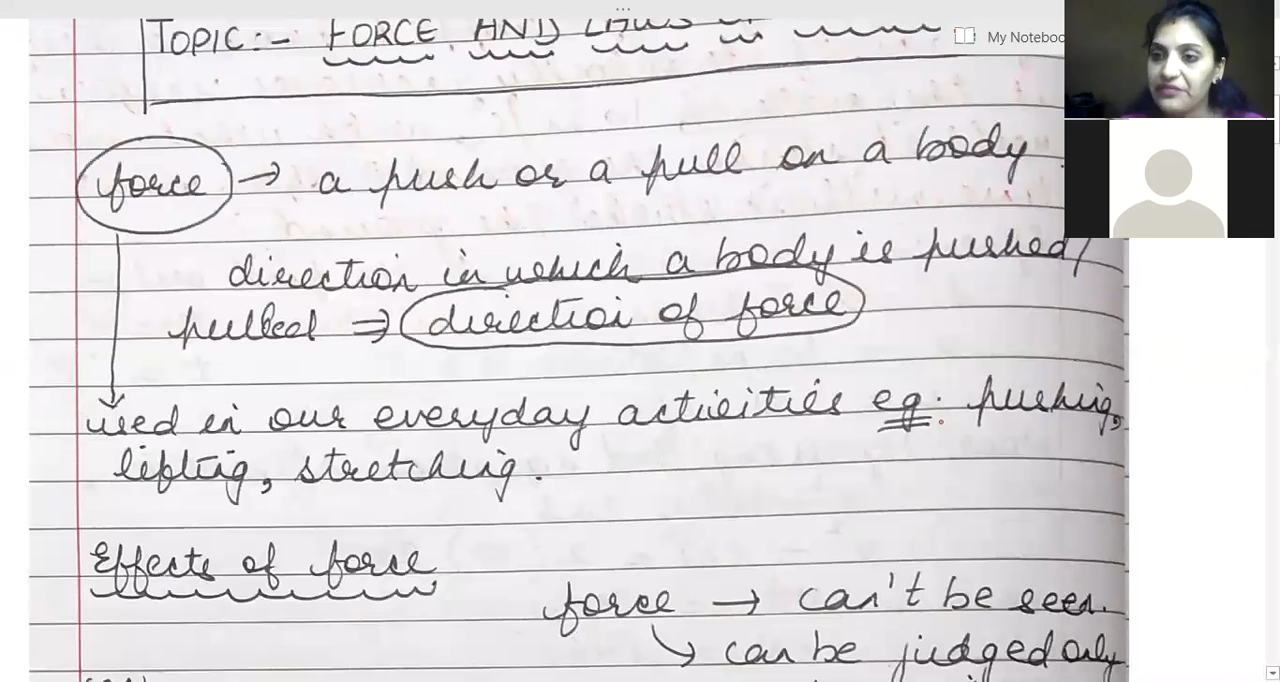 TOPIC:- FORCE AND LAWS
My Notebook
force → a push or a pull on a body
direction in which a body is pushed/
pulled ⇒ direction of force
used in our everyday activities eg: pushing,
lifting, stretching.
Effects of force
force → can't be seen.
↘ can be judged only